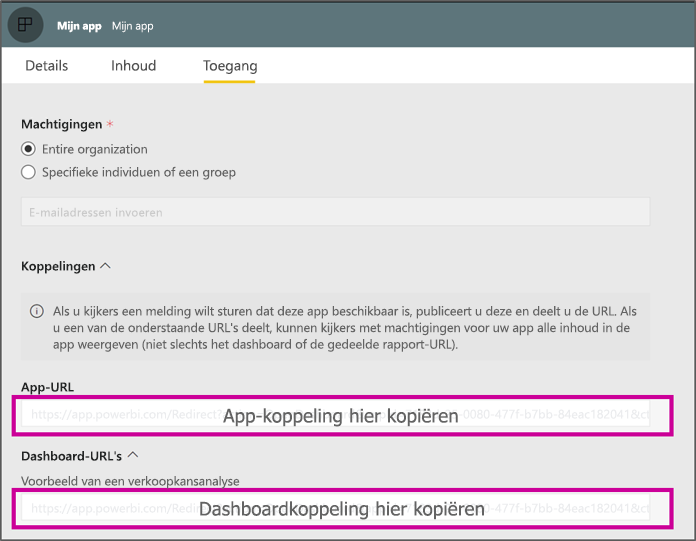 Mijn app Mijn app
Details Inhoud Toegang
Machtigingen *
Entire organization
Specifieke individuen of een groep
E-mailadressen invoeren
Koppelingen
Als u kijkers een melding wilt sturen dat deze app beschikbaar is, publiceert u deze en deelt u de URL. Als
u een van de onderstaande URL's deelt, kunnen kijkers met machtigingen voor uw app alle inhoud in de
app weergeven (niet slechts het dashboard of de gedeelde rapport-URL).
App-URL
https://app.powerbi.com/Redirect? -0080-477f-b7bb-84eac182041&ct
App-koppeling hier kopiëren
Dashboard-URL's
Voorbeeld van een verkoopkansanalyse
https://app.powerbi.com/Redirect -477f-b7bb-84eac182041&ct
Dashboardkoppeling hier kopiëren